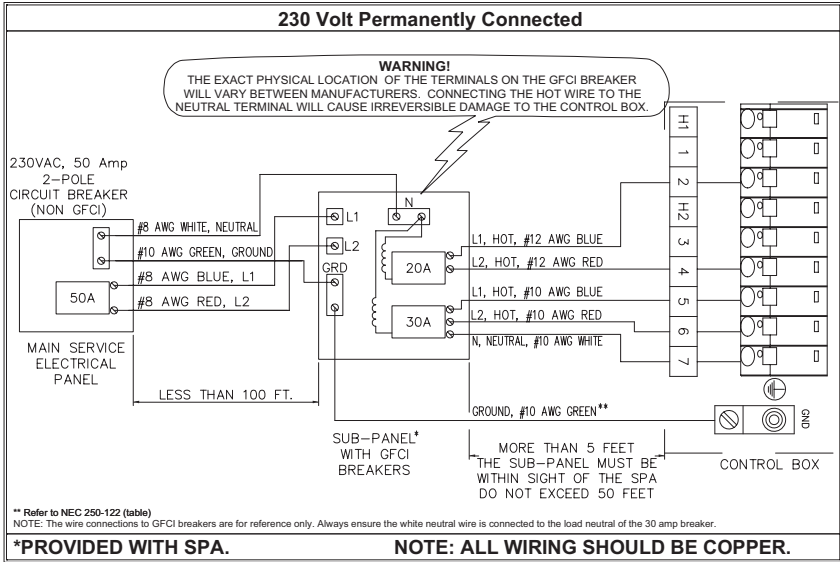 230 Volt Permanently Connected
WARNING!
THE EXACT PHYSICAL LOCATION OF THE TERMINALS ON THE GFCI BREAKER
WILL VARY BETWEEN MANUFACTURERS. CONNECTING THE HOT WIRE TO THE
NEUTRAL TERMINAL WILL CAUSE IRREVERSIBLE DAMAGE TO THE CONTROL BOX.
230VAC, 50 Amp
2-POLE
CIRCUIT BREAKER
(NON GFCI)
#8 AWG WHITE, NEUTRAL
#10 AWG GREEN, GROUND
#8 AWG BLUE, L1
#8 AWG RED, L2
50A
MAIN SERVICE
ELECTRICAL
PANEL
LESS THAN 100 FT.
N
L1
L2
GRD
20A
30A
SUB-PANEL*
WITH GFCI
BREAKERS
L1, HOT, #12 AWG BLUE
L2, HOT, #12 AWG RED
L1, HOT, #10 AWG BLUE
L2, HOT, #10 AWG RED
N, NEUTRAL, #10 AWG WHITE
GROUND, #10 AWG GREEN**
MORE THAN 5 FEET
THE SUB-PANEL MUST BE
WITHIN SIGHT OF THE SPA
DO NOT EXCEED 50 FEET
H1
1
2
H2
3
4
5
6
7
GND
CONTROL BOX
** Refer to NEC 250-122 (table)
NOTE: The wire connections to GFCI breakers are for reference only. Always ensure the white neutral wire is connected to the load neutral of the 30 amp breaker.
*PROVIDED WITH SPA. NOTE: ALL WIRING SHOULD BE COPPER.